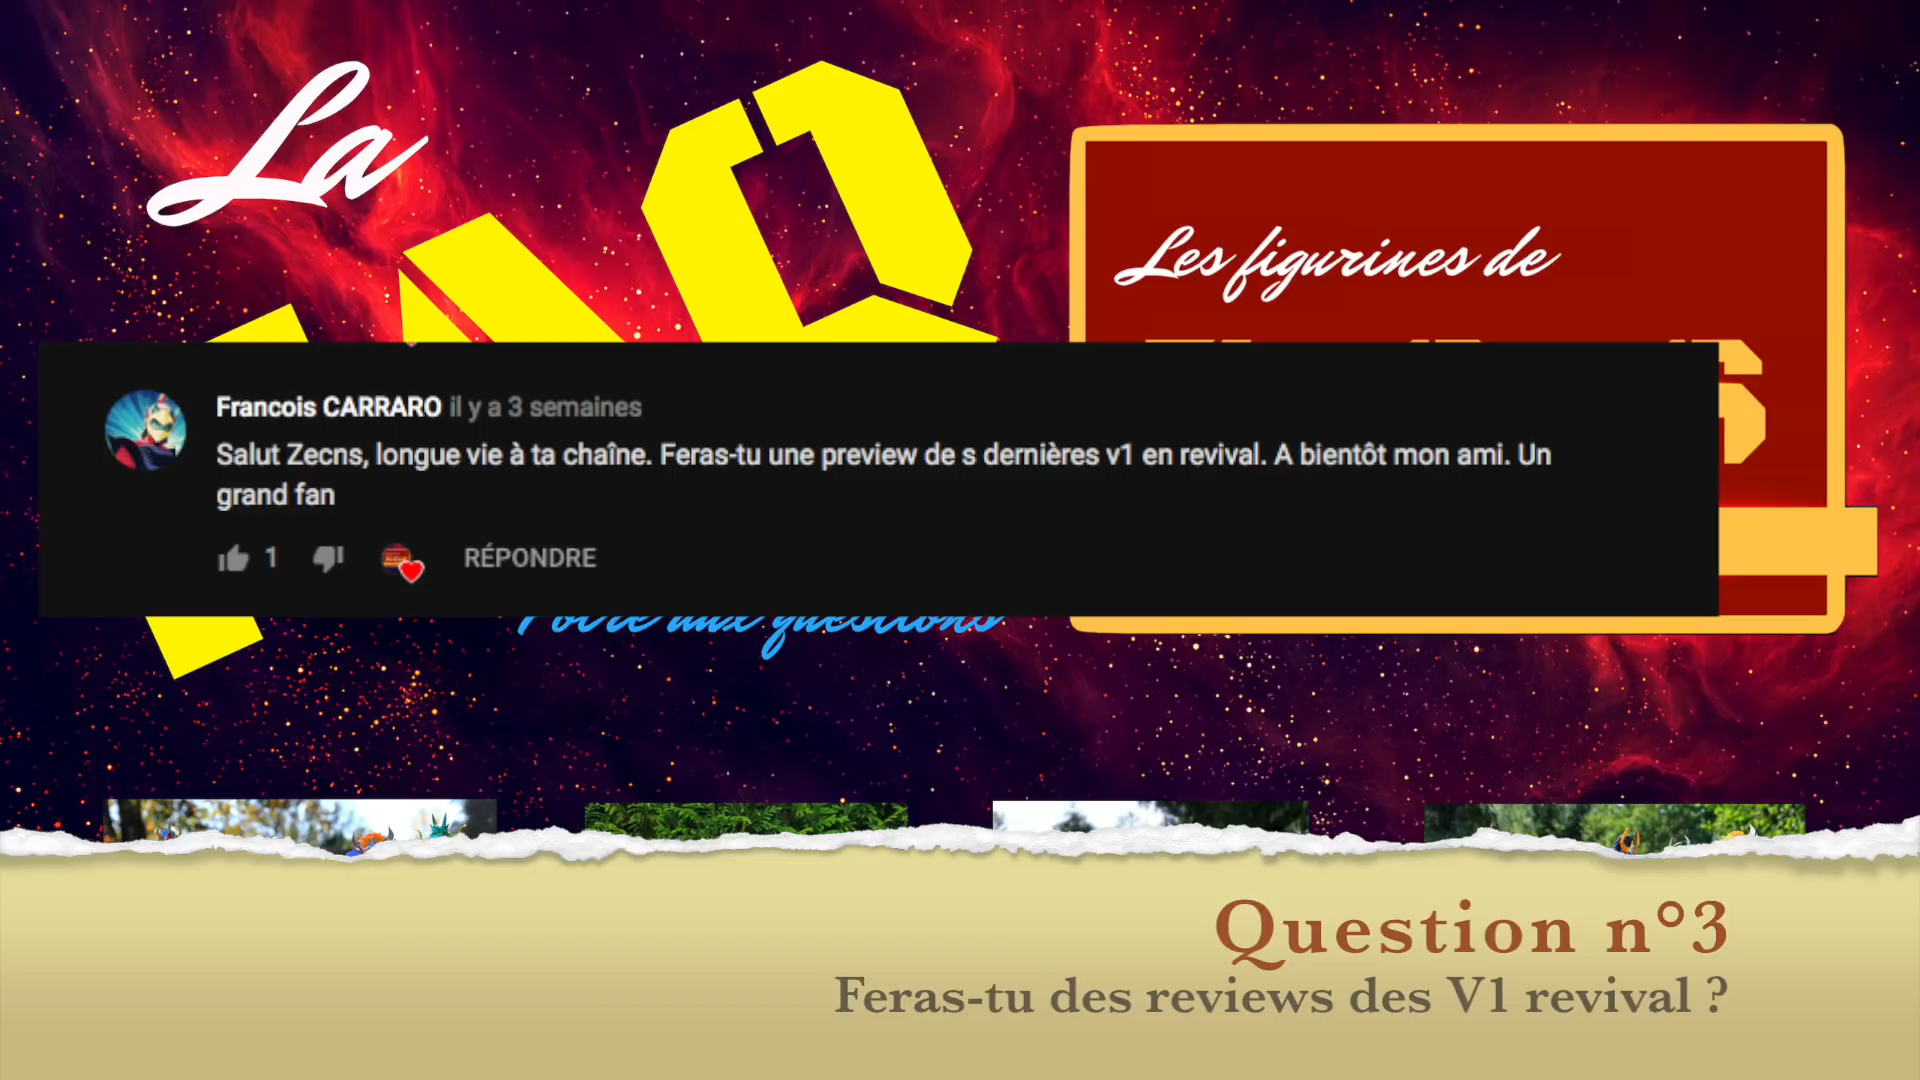 La
Les figurines de
Francois CARRARO il y a 3 semaines
Salut Zecns, longue vie à ta chaîne. Feras-tu une preview de s dernières v1 en revival. A bientôt mon ami. Un
grand fan
1 RÉPONDRE
aux questions
Question n°3
Feras-tu des reviews des V1 revival ?